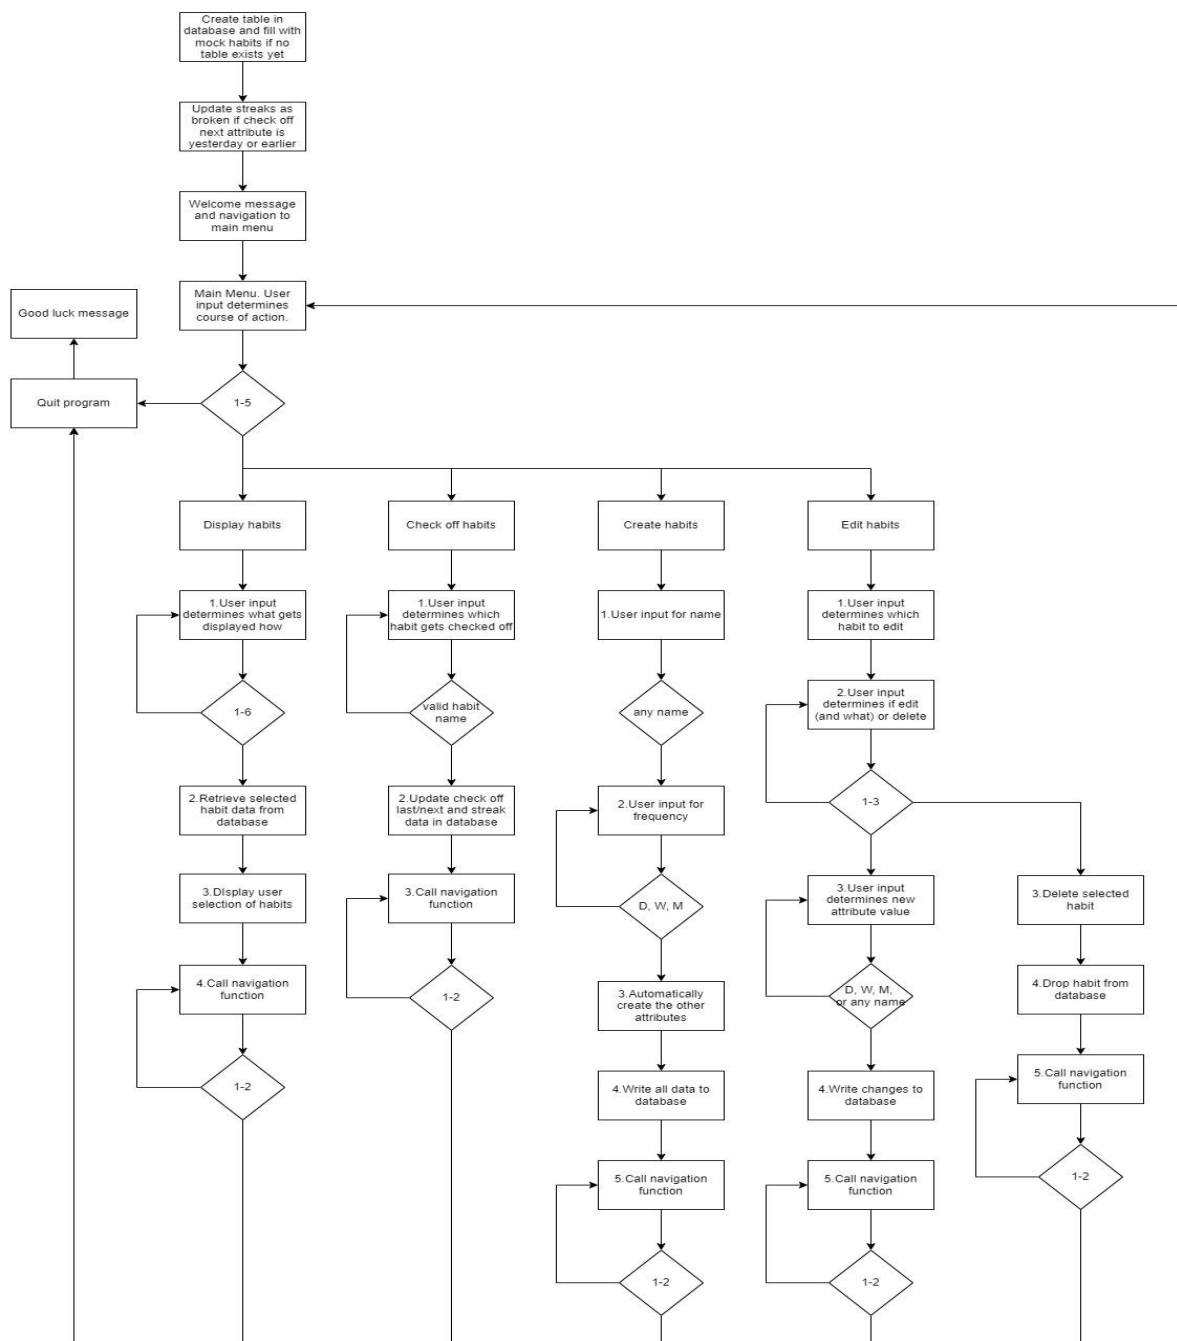 Create table in
database and fill with
mock habits if no
table exists yet
Update streaks as
broken if check off
next attribute is
yesterday or earlier
Welcome message
and navigation to
main menu
Main Menu. User
input determines
course of action.
Good luck message
Quit program
1-5
Display habits
Check off habits
Create habits
Edit habits
1.User input
determines what gets
displayed how
1.User input
determines which
habit gets checked off
1.User input for name
1.User input
determines which
habit to edit
1-6
valid habit
name
any name
2.User input
determines if edit
(and what) or delete
2.Retrieve selected
habit data from
database
2.Update check off
last/next and streak
data in database
2.User input for
frequency
1-3
3.DIsplay user
selection of habits
3.Call navigation
function
D, W, M
3.User input
determines new
attribute value
3.Delete selected
habit
4.Call navigation
function
1-2
3.Automatically
create the other
attributes
D, W, M,
or any name
4.Drop habit from
database
1-2
4.Write all data to
database
4.Write changes to
database
5.Call navigation
function
5.Call navigation
function
5.Call navigation
function
1-2
1-2
1-2